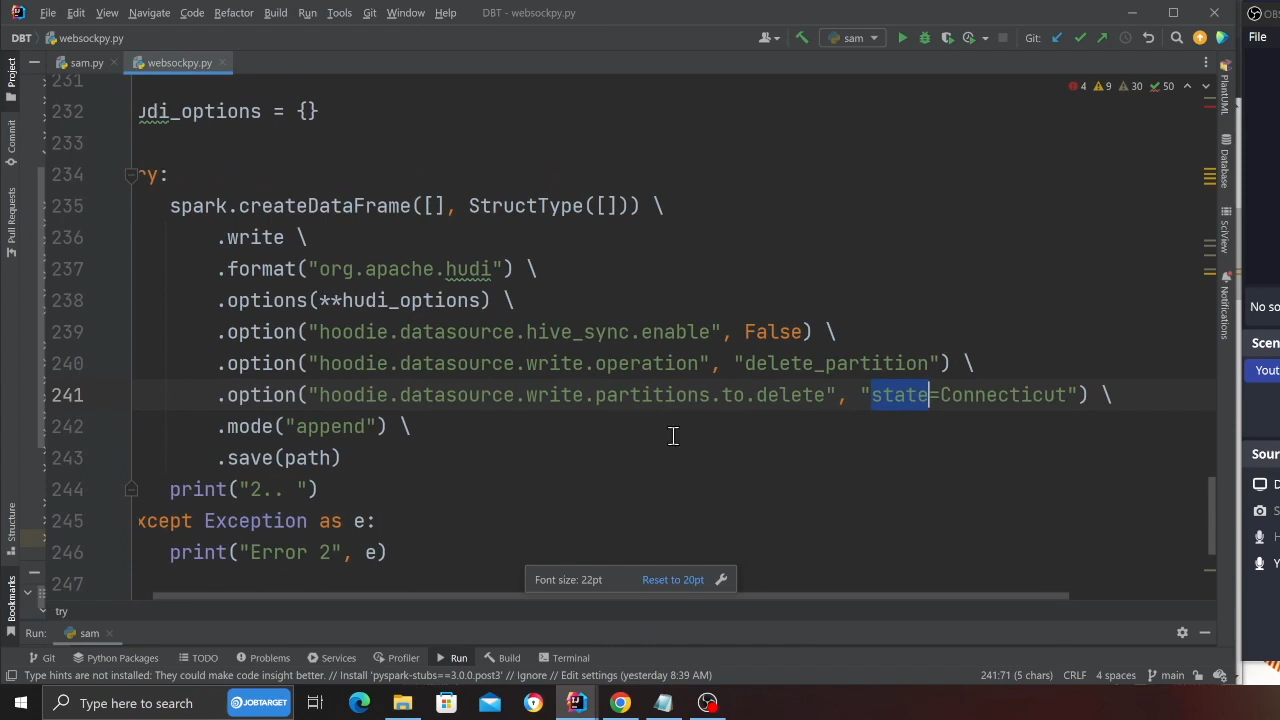 File Edit View Navigate Code Refactor Build Run Tools Git Window Help DBT - websockpy.py
OBS
DBT websockpy.py sam Git:
File
Project
sam.py websockpy.py
PlantUML
231
4 9 30 50
232 udi_options = {}
233
Commit
Database
234 ry:
235 spark.createDataFrame([], StructType([])) \
Pull Requests
SciView
236 .write \
237 .format("org.apache.hudi") \
238 .options(**hudi_options) \
Notifications
No so
239 .option("hoodie.datasource.hive_sync.enable", False) \
Scen
240 .option("hoodie.datasource.write.operation", "delete_partition") \
Yout
241 .option("hoodie.datasource.write.partitions.to.delete", "state=Connecticut") \
242 .mode("append") \
243 .save(path)
Sour
244 print("2.. ")
D
S
245 xcept Exception as e:
Structure
H
246 print("Error 2", e)
Y
Font size: 22pt Reset to 20pt
247
Bookmarks
try
Run: sam
Git Python Packages TODO Problems Services Profiler Run Build Terminal
Type hints are not installed: They could make code insight better. // Install 'pyspark-stubs==3.0.0.post3' // Ignore // Edit settings (yesterday 8:39 AM) 241:71 (5 chars) CRLF 4 spaces main
Type here to search JOBTARGET